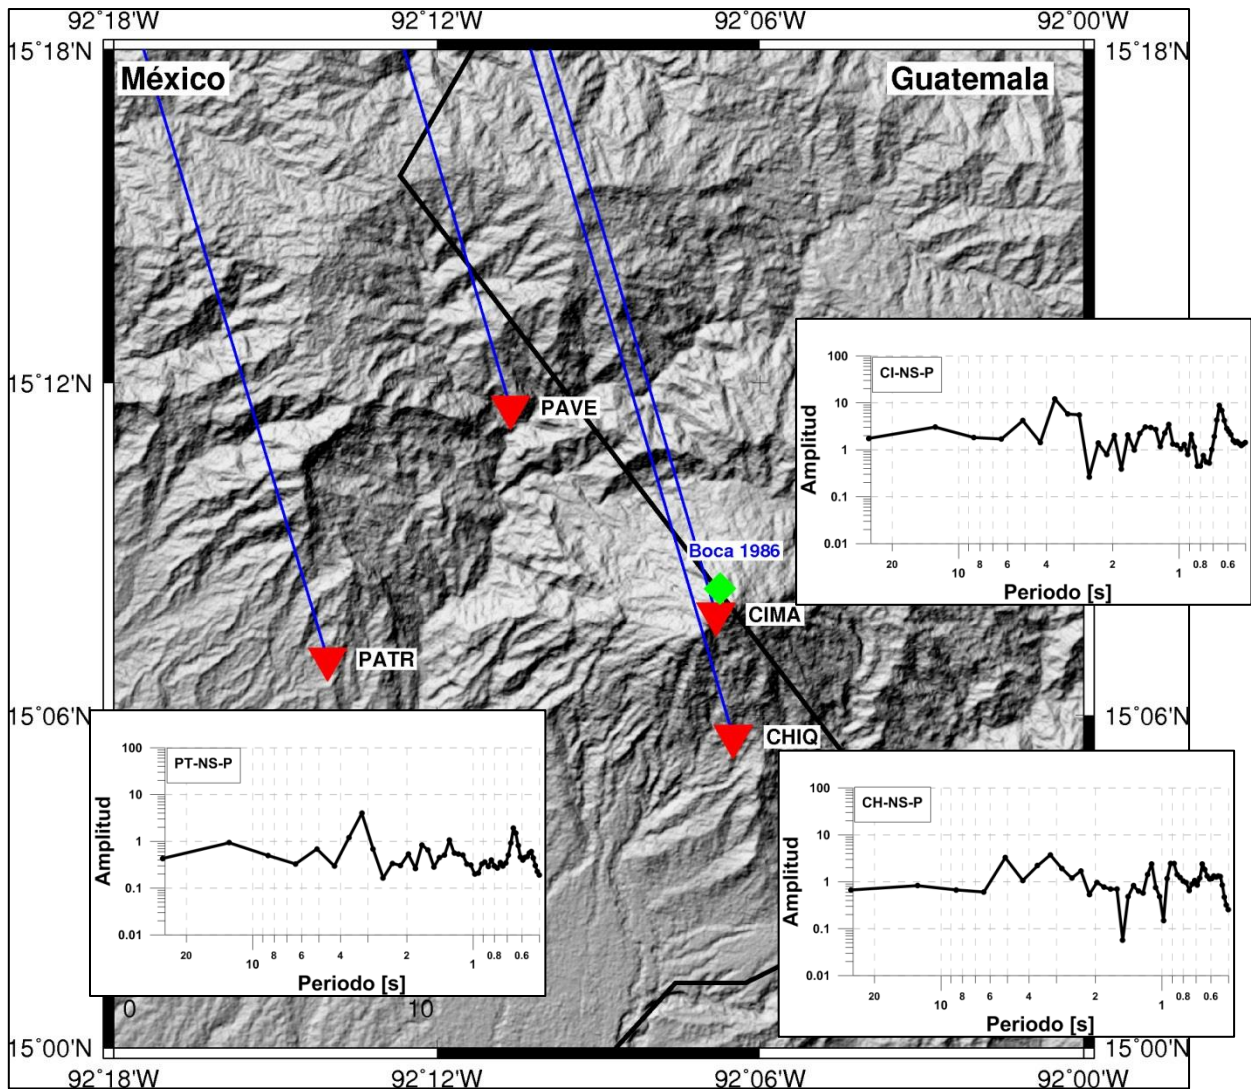 92°18'W 92°12'W 92°06'W 92°00'W
15°18'N 15°18'N
México Guatemala
15°12'N
PAVE
Boca 1986
CIMA
PATR
CHIQ
15°06'N 15°06'N
CI-NS-P
Amplitud
100
10
1
0.1
0.01
20 10 8 6 4 2 1 0.8 0.6
Periodo [s]
PT-NS-P
Amplitud
100
10
1
0.1
0.01
20 10 8 6 4 2 1 0.8 0.6
Periodo [s]
CH-NS-P
Amplitud
100
10
1
0.1
0.01
20 10 8 6 4 2 1 0.8 0.6
Periodo [s]
0 10
15°00'N 15°00'N
92°18'W 92°12'W 92°06'W 92°00'W